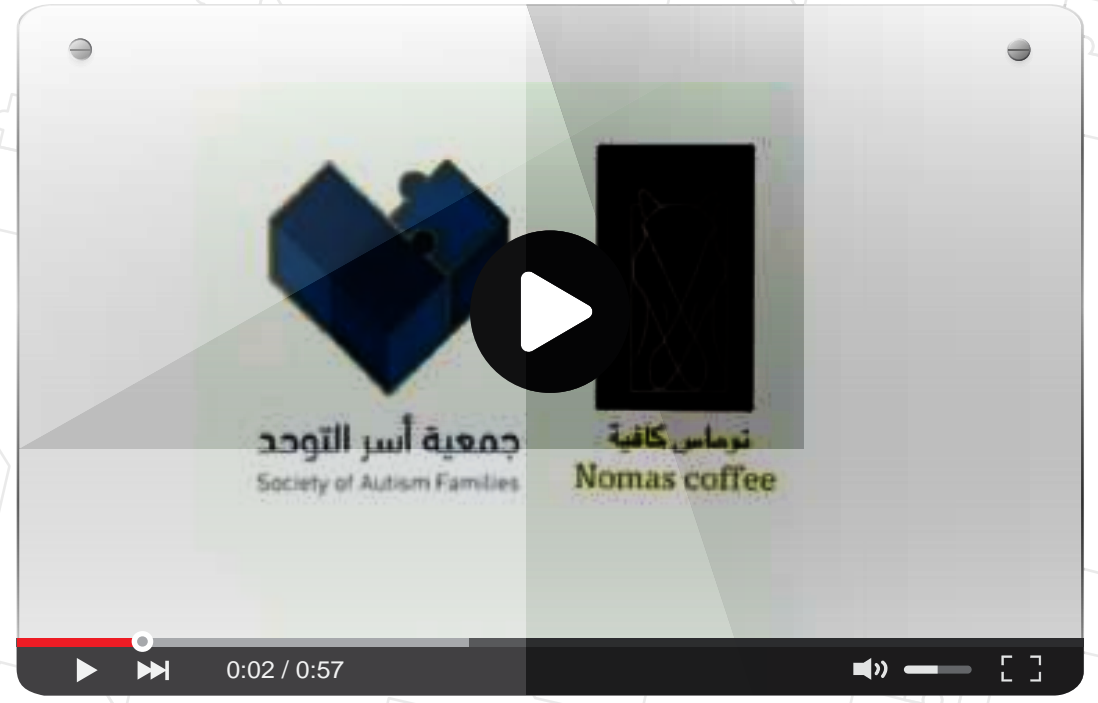 جمعية أسر التوحد
Society of Autism Families
نوماس كافية
Nomas coffee
0:02 / 0:57